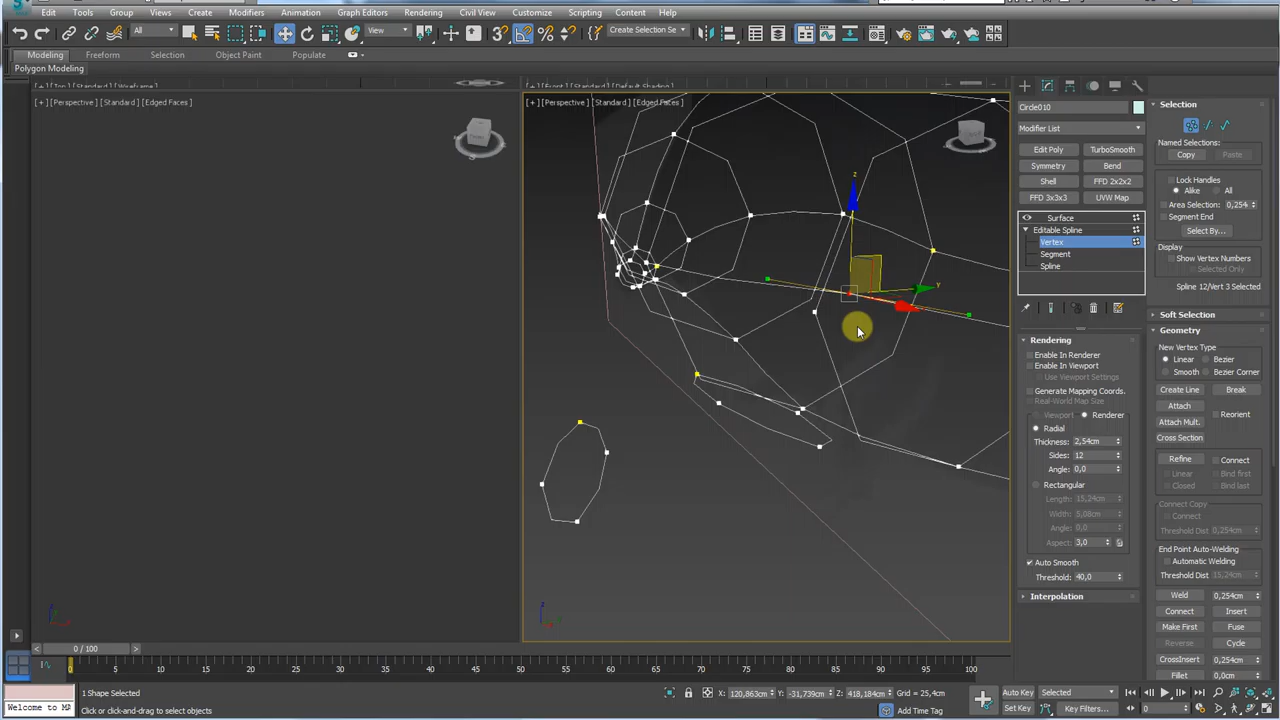 Edit Tools Group Views Create Modifiers Animation Graph Editors Rendering Civil View Customize Scripting Content Help
All View Create Selection Se
Modeling Freeform Selection Object Paint Populate
Polygon Modeling
[+] [Perspective] [Standard] [Edged Faces]
[+] [Perspective] [Standard] [Edged Faces]
z
y
Circle010
Modifier List
Edit Poly TurboSmooth
Symmetry Bend
Shell FFD 2x2x2
FFD 3x3x3 UVW Map
Surface
Editable Spline
Vertex
Segment
Spline
Rendering
Enable In Renderer
Enable In Viewport
Use Viewport Settings
Generate Mapping Coords.
Real-World Map Size
Viewport Renderer
Radial
Thickness: 2,54cm
Sides: 12
Angle: 0,0
Rectangular
Length: 15,24cm
Width: 5,08cm
Angle: 0,0
Aspect: 3,0
Auto Smooth
Threshold: 40,0
Interpolation
Selection
Named Selections:
Copy Paste
Lock Handles
Alike All
Area Selection: 0,254
Segment End
Select By...
Display
Show Vertex Numbers
Selected Only
Spline 12/Vert 3 Selected
Soft Selection
Geometry
New Vertex Type
Linear Bezier
Smooth Bezier Corner
Create Line Break
Attach Reorient
Attach Mult.
Cross Section
Refine Connect
Linear Bind first
Closed Bind last
Connect Copy
Connect
Threshold Dist 0,254cm
End Point Auto-Welding
Automatic Welding
Threshold Dist 15,24cm
Weld 0,254cm
Connect Insert
Make First Fuse
Reverse Cycle
CrossInsert 0,254cm
Fillet 0,0cm
0 / 100
0 5 10 15 20 25 30 35 40 45 50 55 60 65 70 75 80 85 90 95 100
1 Shape Selected X: 120,863cm Y: -31,739cm Z: 418,184cm Grid = 25,4cm Auto Key Selected
Welcome to M Click or click-and-drag to select objects Add Time Tag Set Key Key Filters... 0